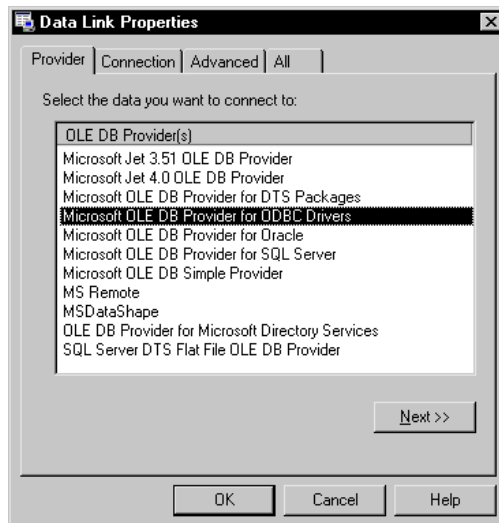 Data Link Properties
Provider Connection Advanced All
Select the data you want to connect to:
OLE DB Provider(s)
Microsoft Jet 3.51 OLE DB Provider
Microsoft Jet 4.0 OLE DB Provider
Microsoft OLE DB Provider for DTS Packages
Microsoft OLE DB Provider for ODBC Drivers
Microsoft OLE DB Provider for Oracle
Microsoft OLE DB Provider for SQL Server
Microsoft OLE DB Simple Provider
MS Remote
MSDataShape
OLE DB Provider for Microsoft Directory Services
SQL Server DTS Flat File OLE DB Provider
Next >>
OK Cancel Help